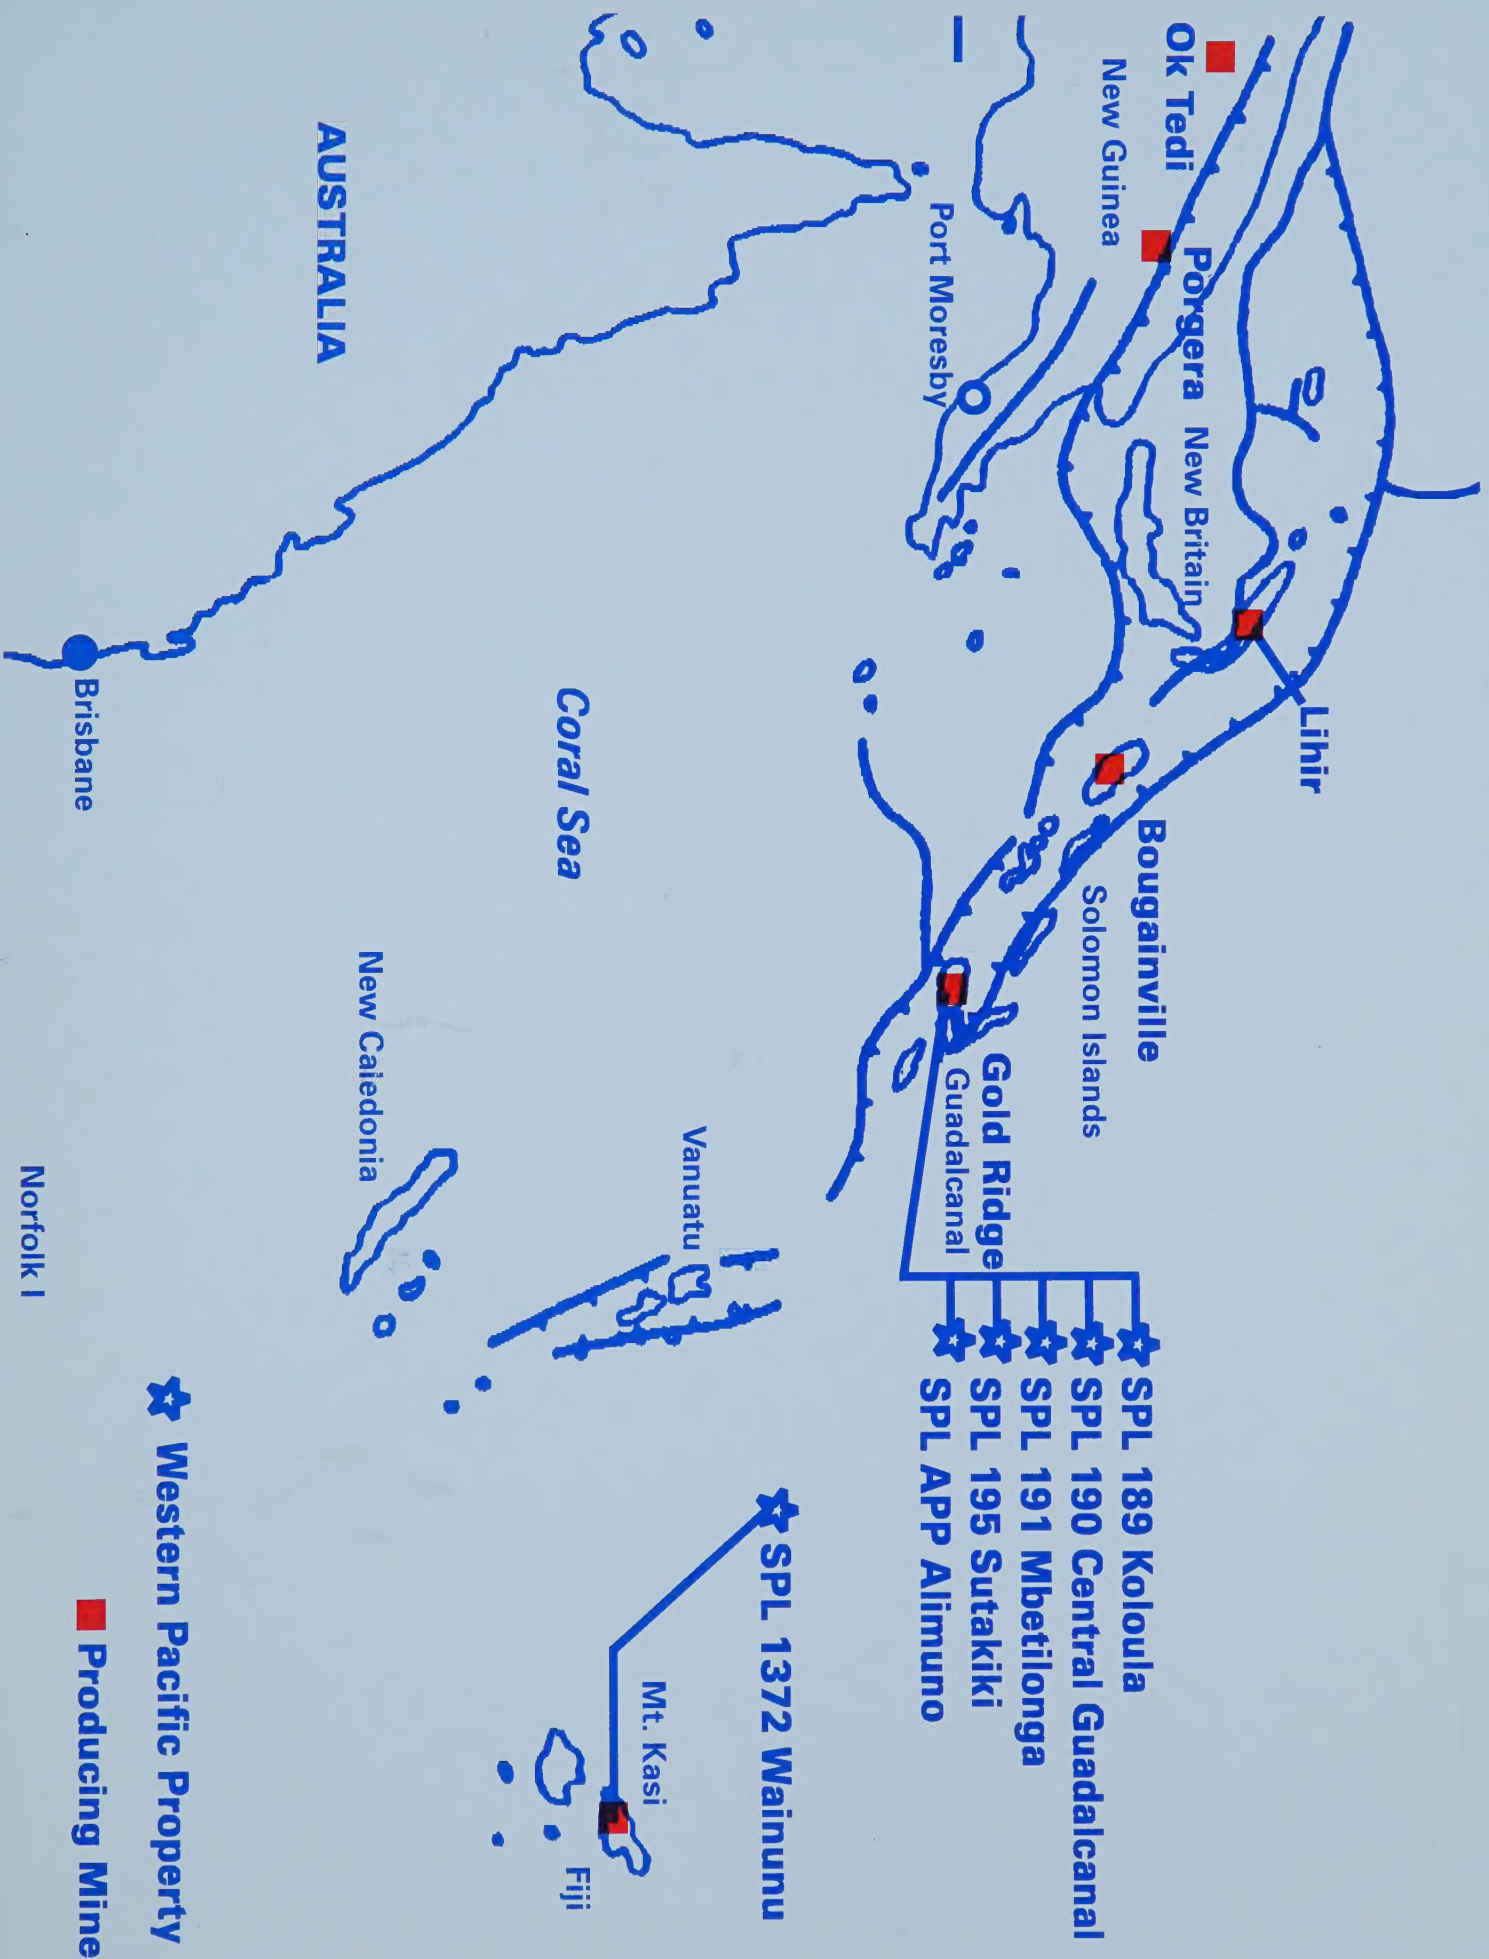 Ok Tedi
New Guinea
Porgera
New Britain
Port Moresby
Lihir
Bougainville
Solomon Islands
Gold Ridge
Guadalcanal
SPL 189 Koloula
SPL 190 Central Guadalcanal
SPL 191 Mbetilonga
SPL 195 Sutakiki
SPL APP Alimuno
AUSTRALIA
Coral Sea
Vanuatu
SPL 1372 Wainunu
Mt. Kasi
Fiji
New Caledonia
Brisbane
Norfolk I
Western Pacific Property
Producing Mine